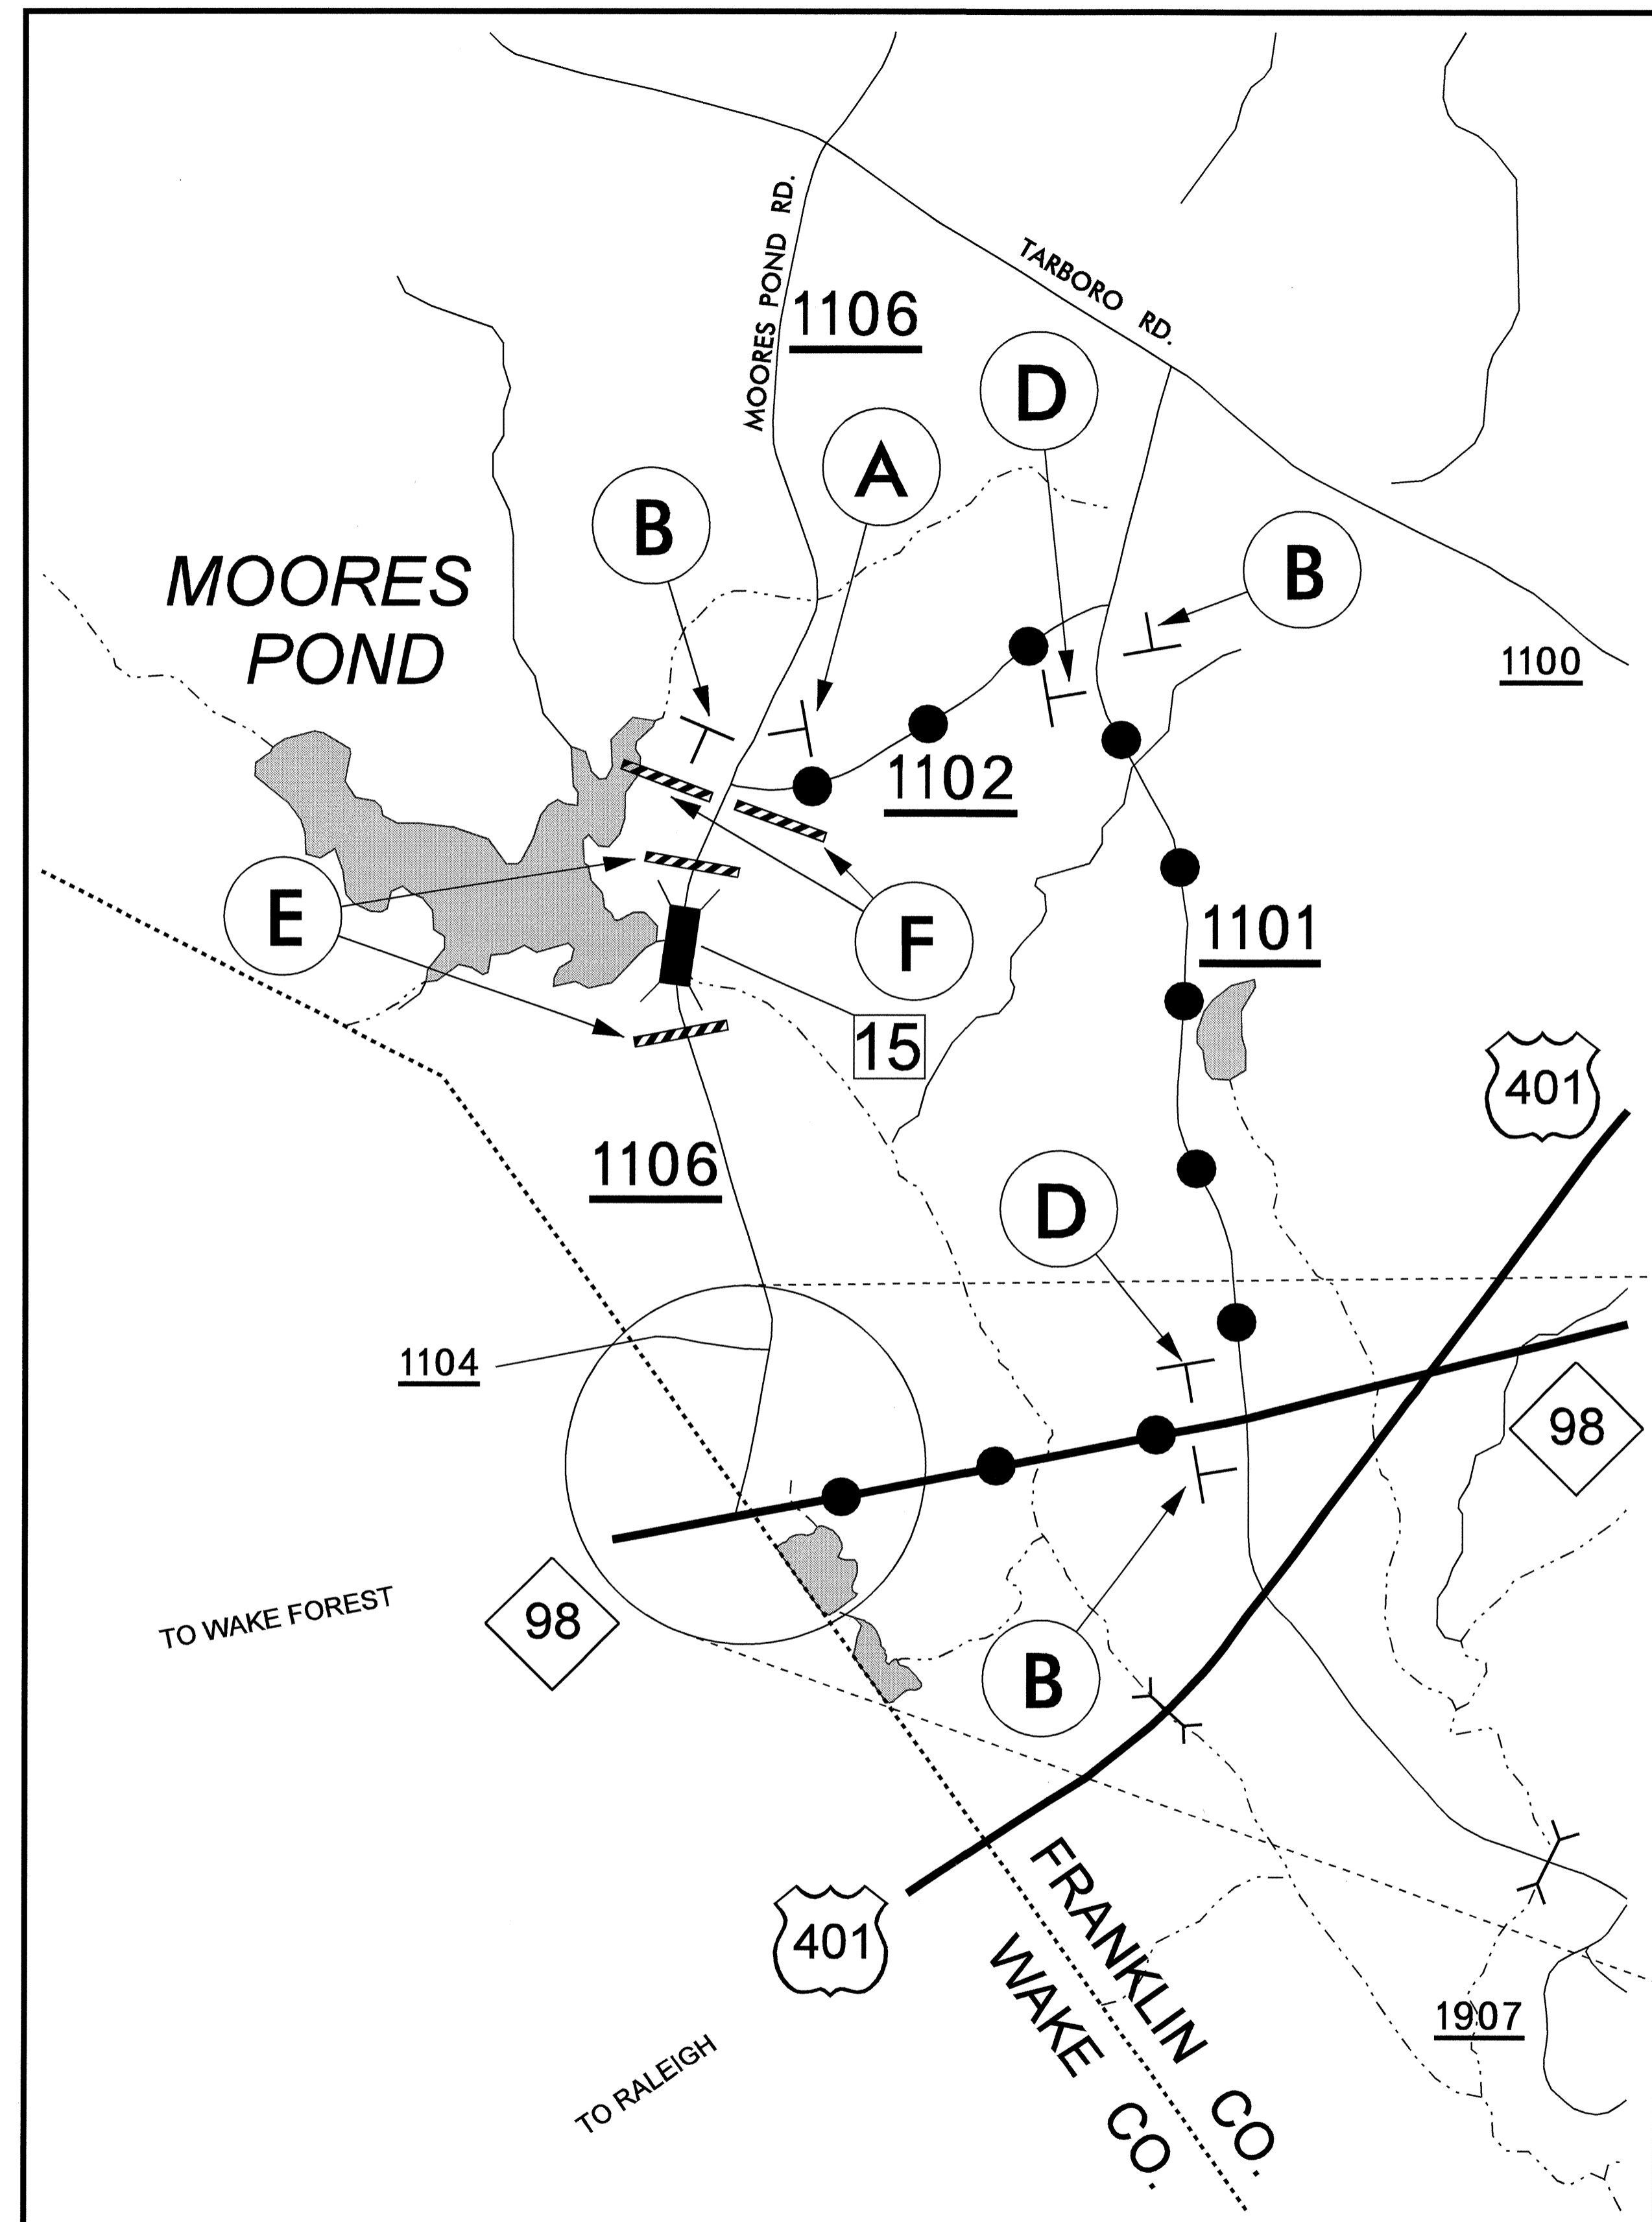 MOORES POND RD.
TARBORO RD.
1106
D
A
B
B
MOORES
POND
1100
1102
E
F
1101
15
401
1106
D
1104
98
98
TO WAKE FOREST
B
401
FRANKLIN CO.
WAKE CO.
1907
TO RALEIGH